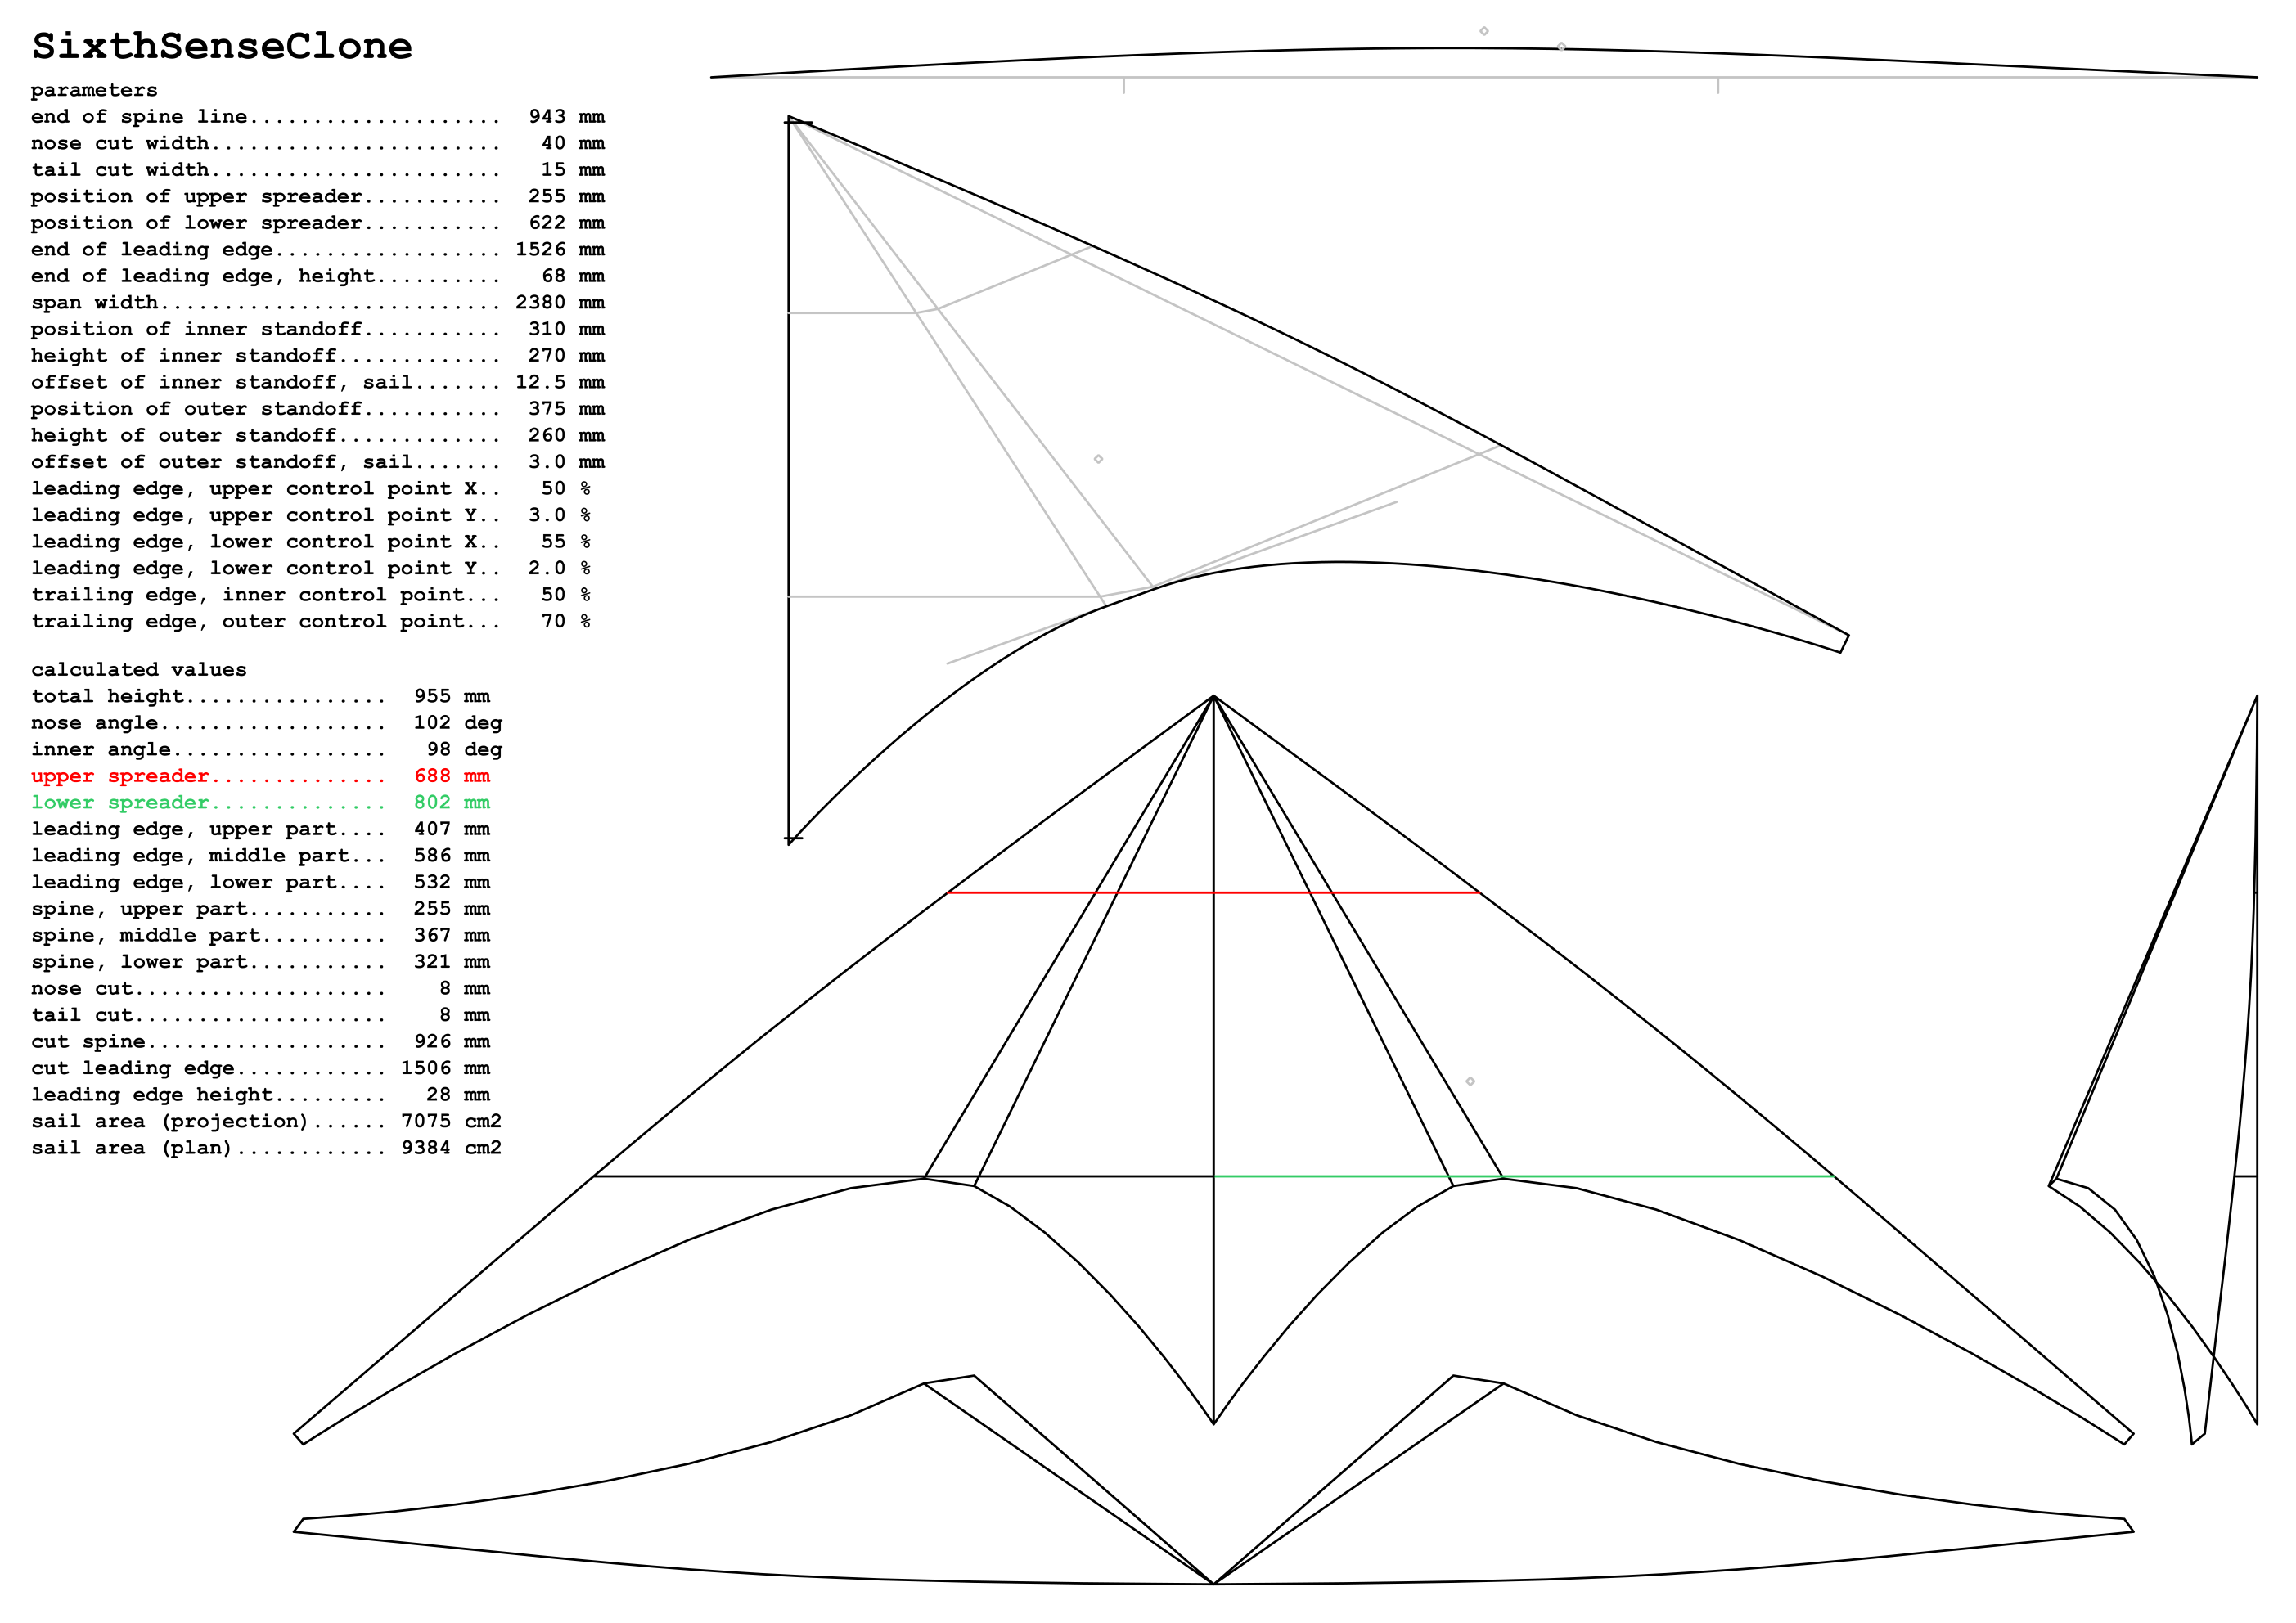 SixthSenseClone
parameters
end of spine line.................... 943 mm
nose cut width....................... 40 mm
tail cut width....................... 15 mm
position of upper spreader........... 255 mm
position of lower spreader........... 622 mm
end of leading edge.................. 1526 mm
end of leading edge, height.......... 68 mm
span width........................... 2380 mm
position of inner standoff........... 310 mm
height of inner standoff............. 270 mm
offset of inner standoff, sail....... 12.5 mm
position of outer standoff........... 375 mm
height of outer standoff............. 260 mm
offset of outer standoff, sail....... 3.0 mm
leading edge, upper control point X.. 50 %
leading edge, upper control point Y.. 3.0 %
leading edge, lower control point X.. 55 %
leading edge, lower control point Y.. 2.0 %
trailing edge, inner control point... 50 %
trailing edge, outer control point... 70 %
calculated values
total height................ 955 mm
nose angle.................. 102 deg
inner angle................. 98 deg
upper spreader.............. 688 mm
lower spreader.............. 802 mm
leading edge, upper part.... 407 mm
leading edge, middle part... 586 mm
leading edge, lower part.... 532 mm
spine, upper part........... 255 mm
spine, middle part.......... 367 mm
spine, lower part........... 321 mm
nose cut.................... 8 mm
tail cut.................... 8 mm
cut spine................... 926 mm
cut leading edge............ 1506 mm
leading edge height......... 28 mm
sail area (projection)...... 7075 cm2
sail area (plan)............ 9384 cm2